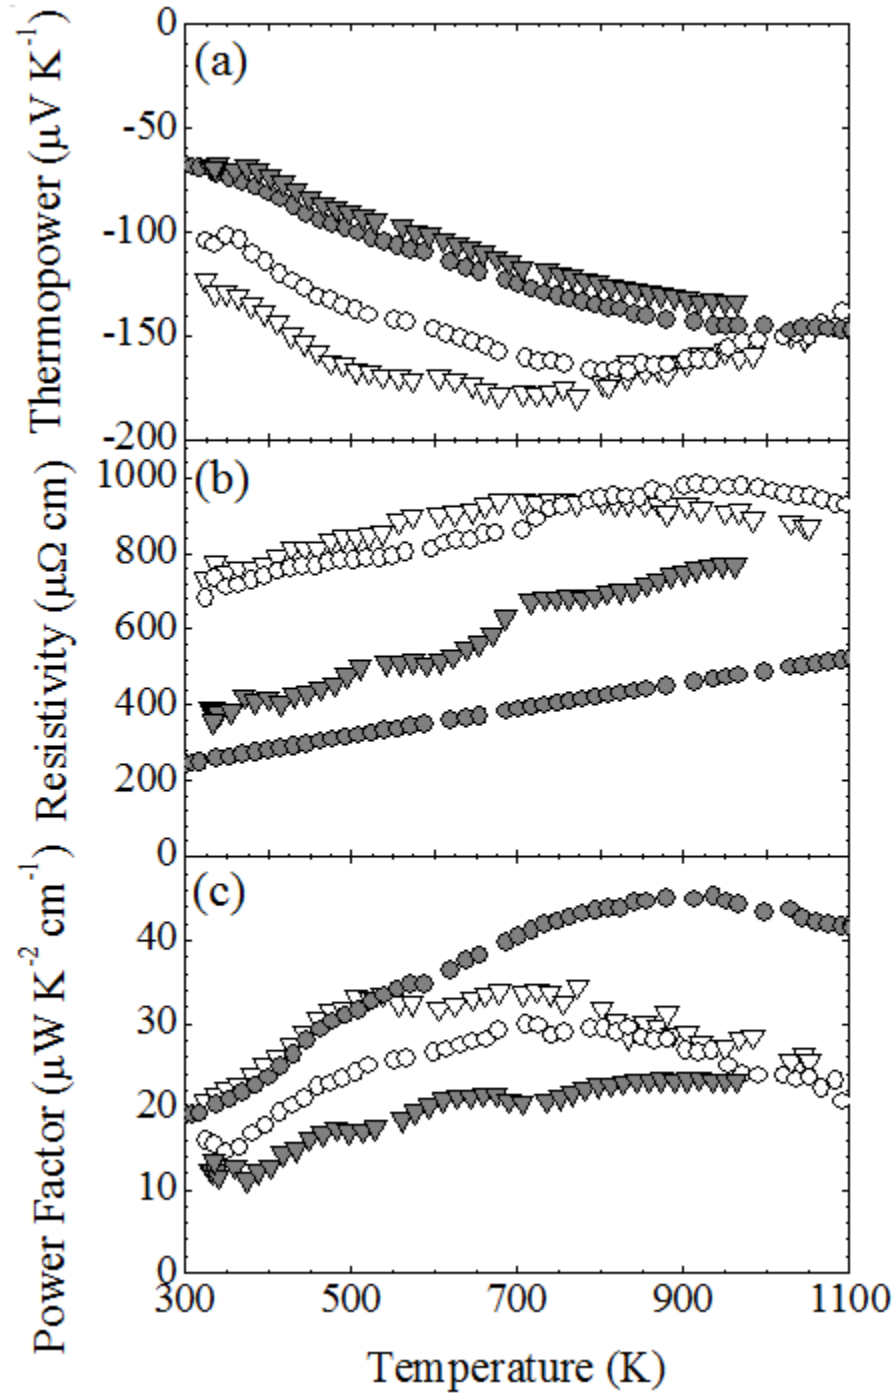 (a)
Thermopower (μV K⁻¹)
0
-50
-100
-150
-200
(b)
Resistivity (μΩ cm)
1000
800
600
400
200
0
(c)
Power Factor (μW K⁻² cm⁻¹)
40
30
20
10
0
300 500 700 900 1100
Temperature (K)